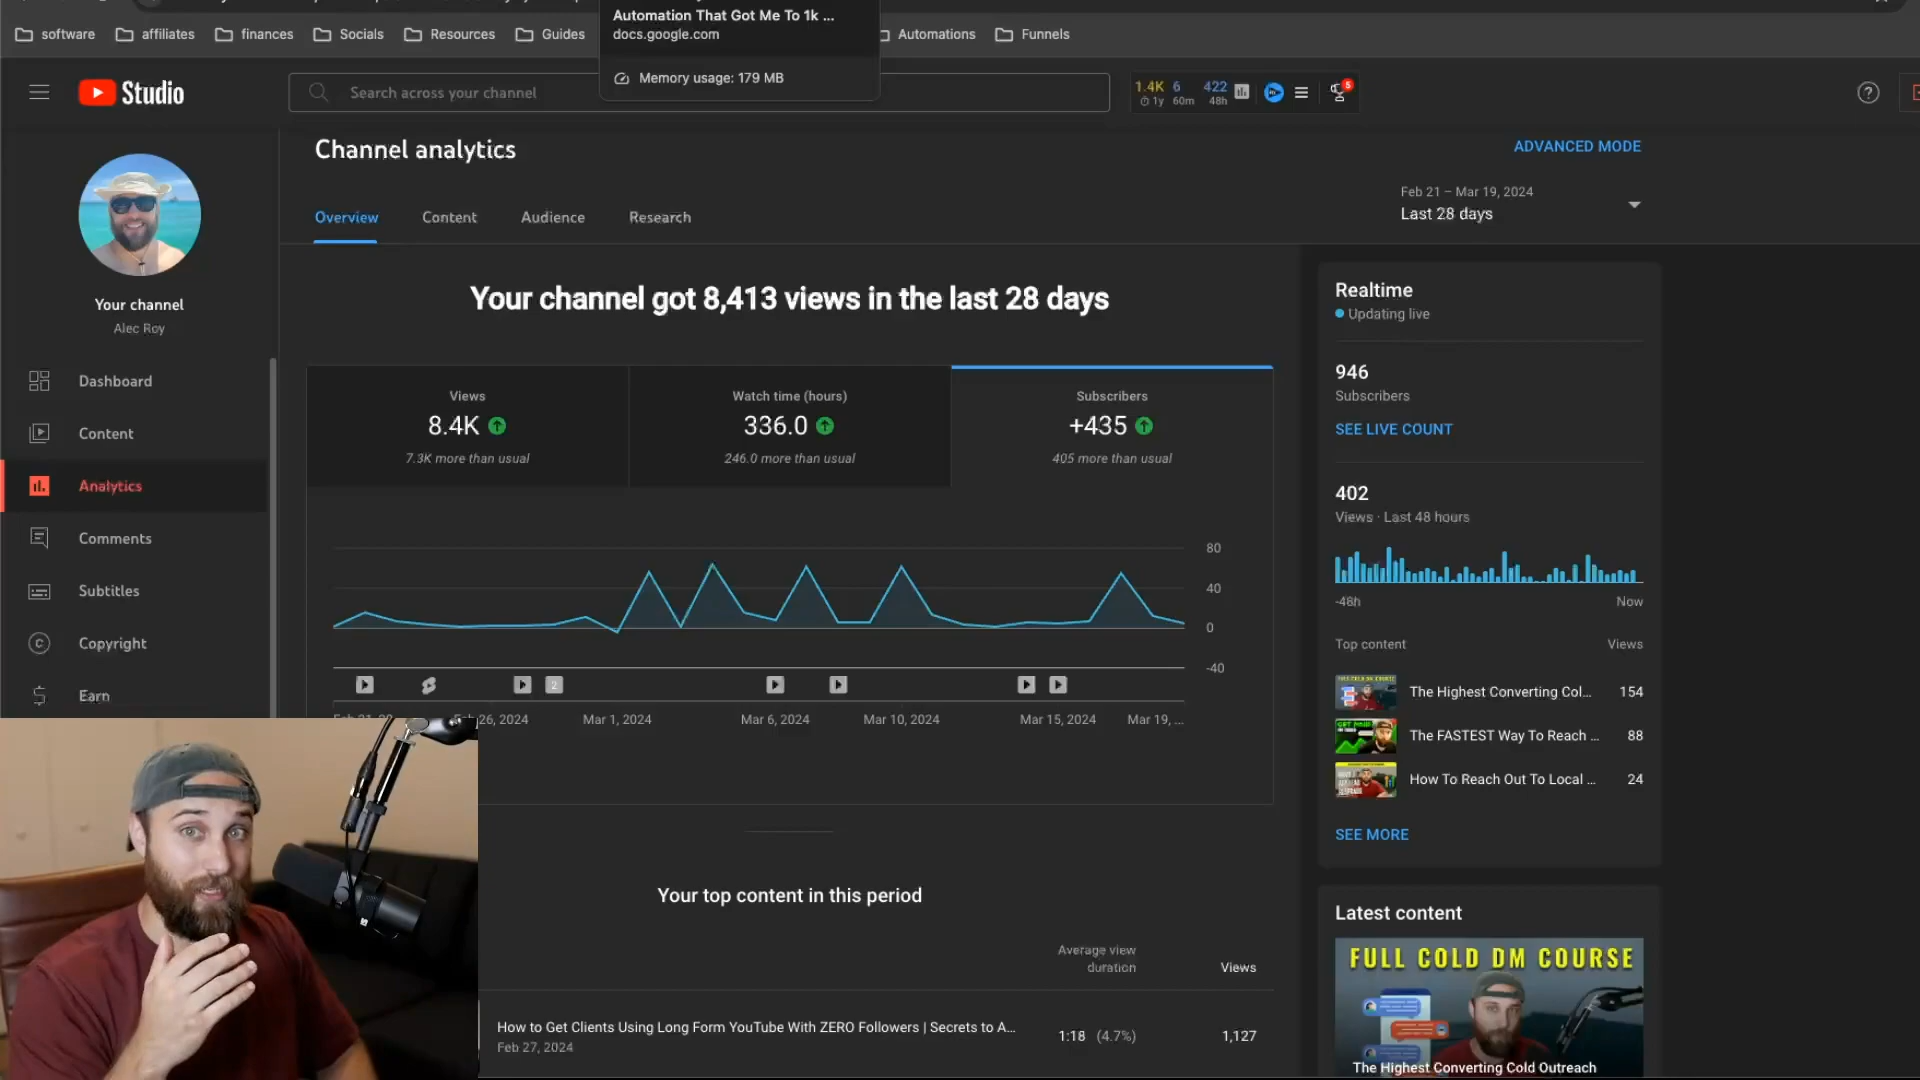 Automation That Got Me To 1k ...
docs.google.com
Memory usage: 179 MB
software
affiliates
finances
Socials
Resources
Guides
Automations
Funnels
Studio
Search across your channel
1.4K 6 422
1y 60m 48h
5
Channel analytics
ADVANCED MODE
Feb 21 – Mar 19, 2024
Last 28 days
Overview
Content
Audience
Research
Your channel
Alec Roy
Dashboard
Content
Analytics
Comments
Subtitles
Copyright
Earn
Your channel got 8,413 views in the last 28 days
Views
8.4K
7.3K more than usual
Watch time (hours)
336.0
246.0 more than usual
Subscribers
+435
405 more than usual
80
40
0
-40
2
26, 2024
Mar 1, 2024
Mar 6, 2024
Mar 10, 2024
Mar 15, 2024
Mar 19, ...
Your top content in this period
Average view
duration
Views
How to Get Clients Using Long Form YouTube With ZERO Followers | Secrets to A...
Feb 27, 2024
1:18 (4.7%)
1,127
Realtime
Updating live
946
Subscribers
SEE LIVE COUNT
402
Views · Last 48 hours
-48h
Now
Top content
Views
The Highest Converting Col...
154
The FASTEST Way To Reach ...
88
How To Reach Out To Local ...
24
SEE MORE
Latest content
FULL COLD DM COURSE
The Highest Converting Cold Outreach